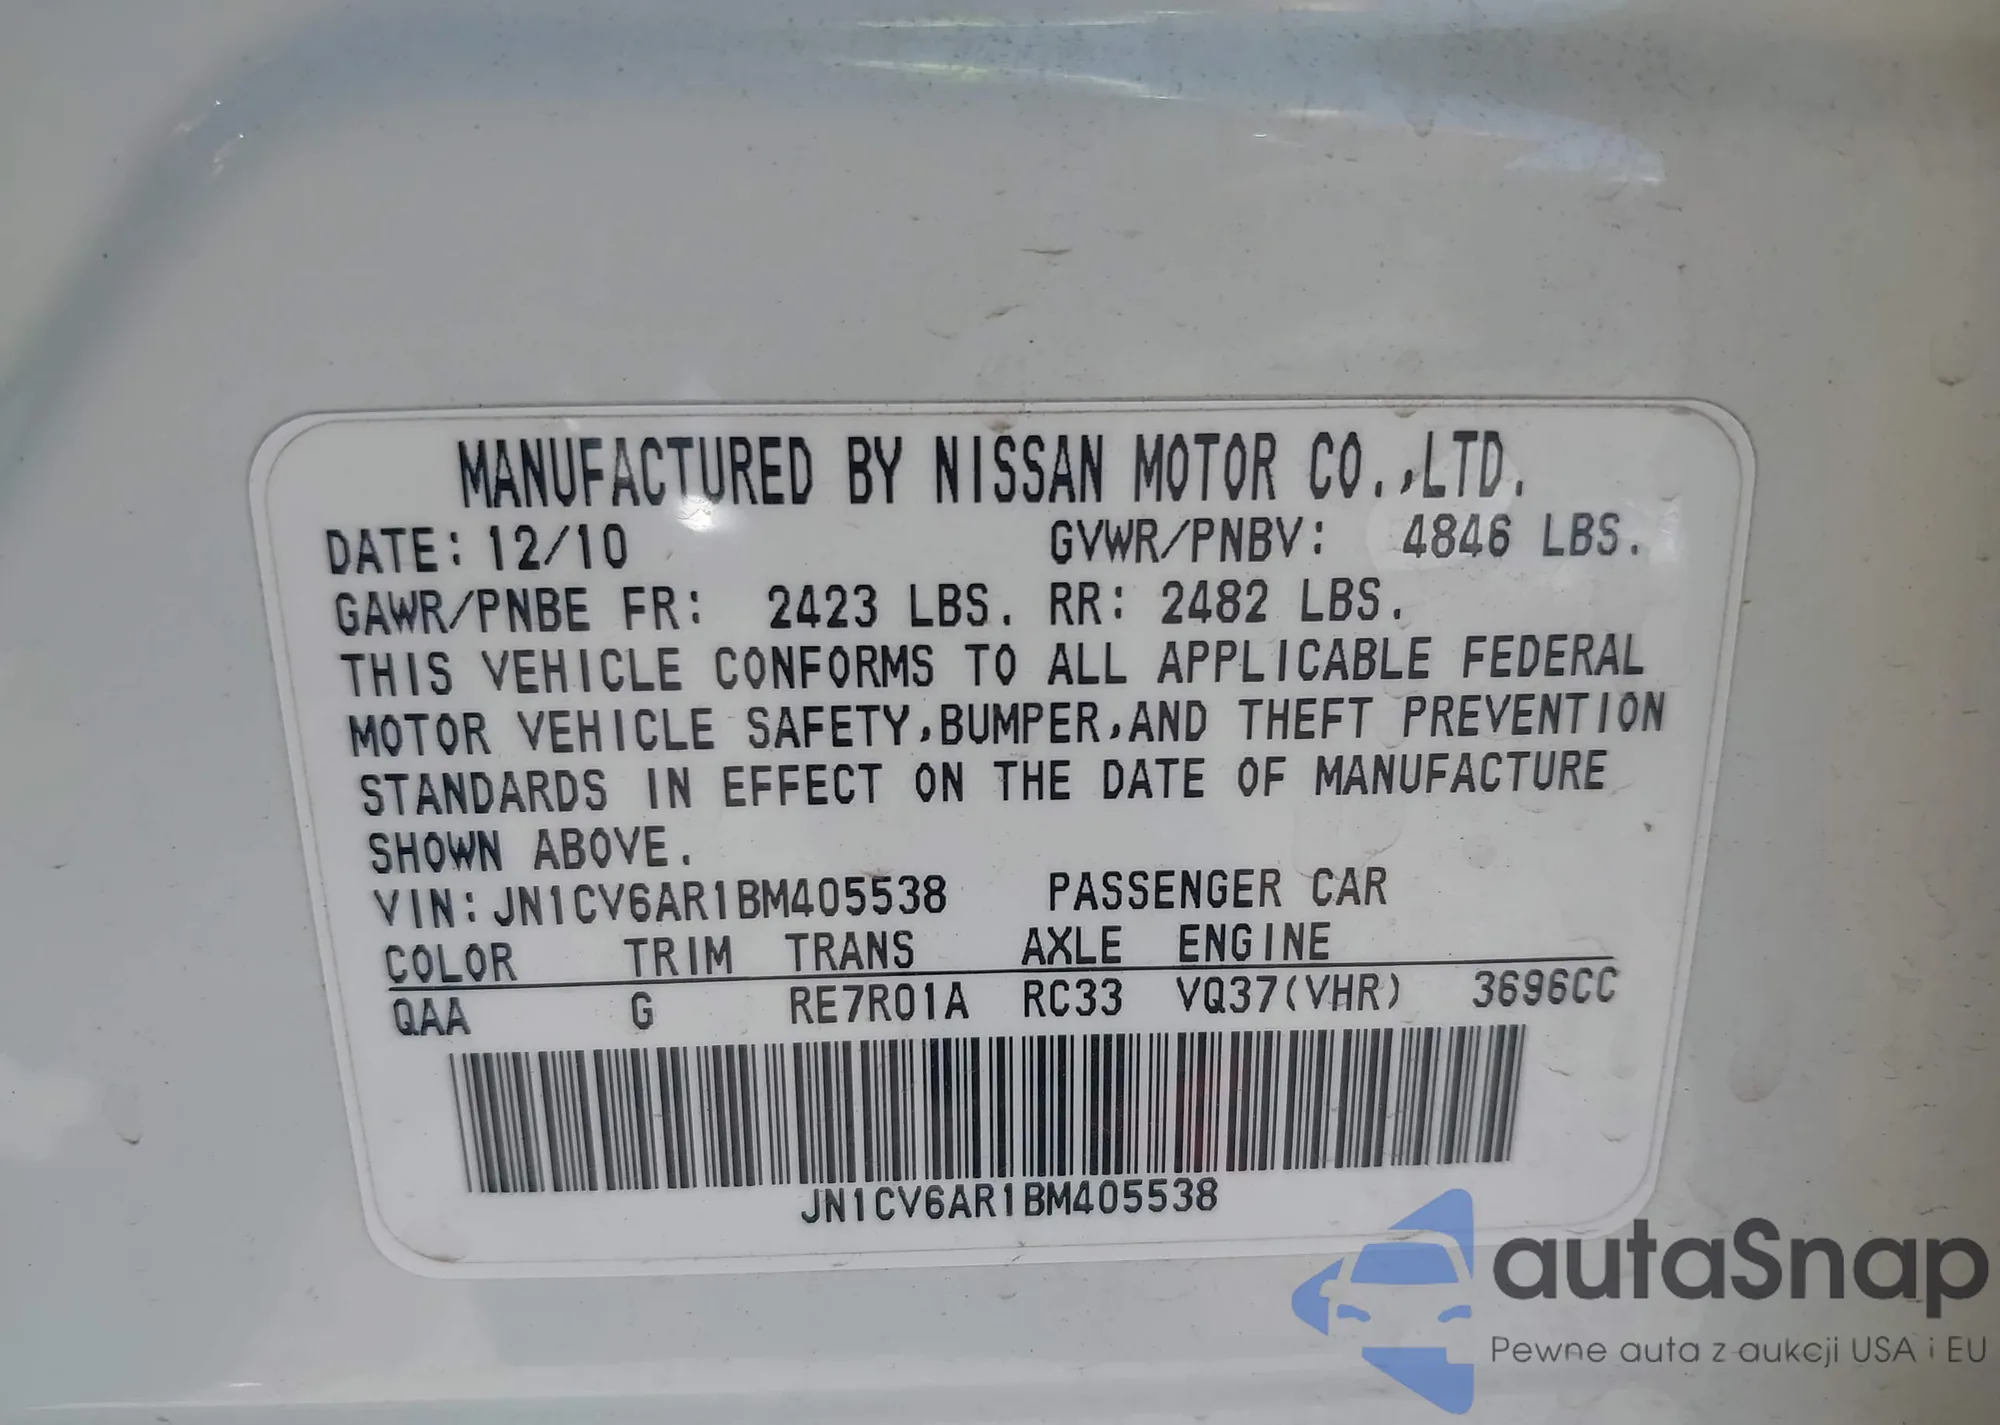 MANUFACTURED BY NISSAN MOTOR CO.,LTD.
DATE: 12/10 GVWR/PNBV: 4846 LBS.
GAWR/PNBE FR: 2423 LBS. RR: 2482 LBS.
THIS VEHICLE CONFORMS TO ALL APPLICABLE FEDERAL
MOTOR VEHICLE SAFETY,BUMPER,AND THEFT PREVENTION
STANDARDS IN EFFECT ON THE DATE OF MANUFACTURE
SHOWN ABOVE.
VIN: JN1CV6AR1BM405538 PASSENGER CAR
COLOR TRIM TRANS AXLE ENGINE
QAA G RE7R01A RC33 VQ37(VHR) 3696CC
JN1CV6AR1BM405538
autaSnap
Pewne auta z aukcji USA i EU